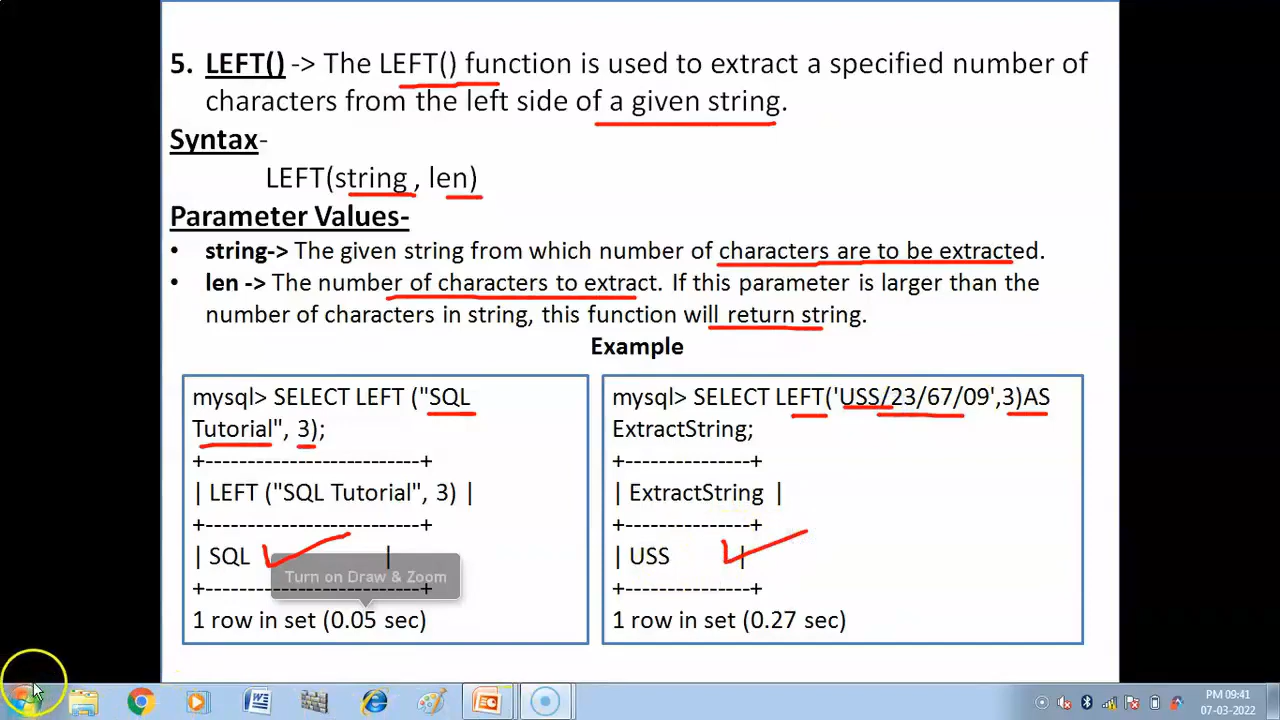 5. LEFT() -> The LEFT() function is used to extract a specified number of
characters from the left side of a given string.
Syntax-
LEFT(string , len)
Parameter Values-
• string-> The given string from which number of characters are to be extracted.
• len -> The number of characters to extract. If this parameter is larger than the
number of characters in string, this function will return string.
Example
mysql> SELECT LEFT ("SQL
Tutorial", 3);
+-------------------------+
| LEFT ("SQL Tutorial", 3) |
+-------------------------+
| SQL |
+-------------------------+
1 row in set (0.05 sec)
Turn on Draw & Zoom
mysql> SELECT LEFT('USS/23/67/09',3)AS
ExtractString;
+---------------+
| ExtractString |
+---------------+
| USS |
+---------------+
1 row in set (0.27 sec)
PM 09:41
07-03-2022